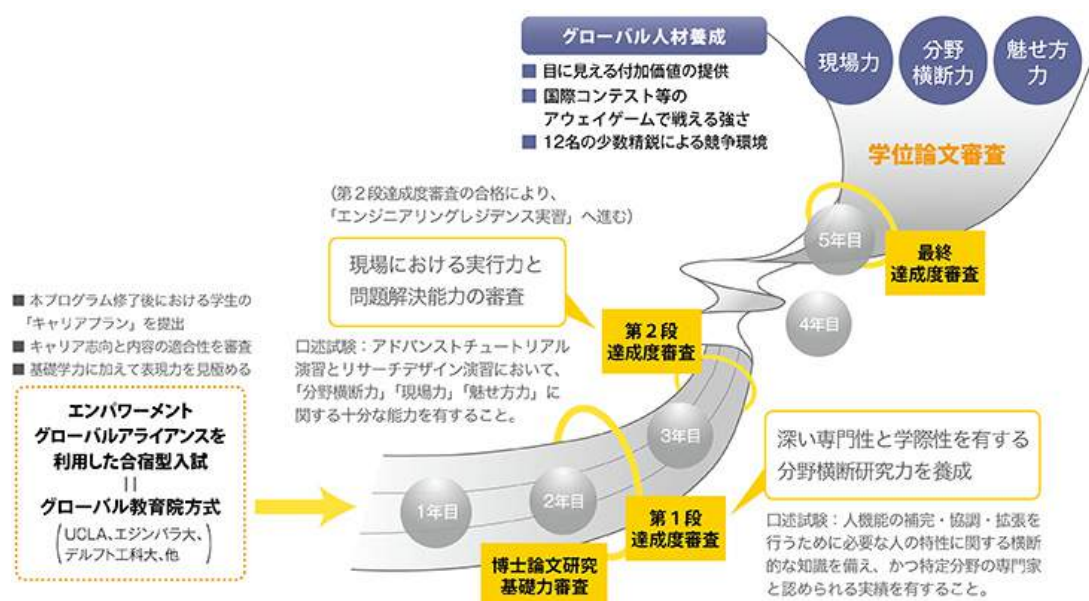 グローバル人材養成
■ 目に見える付加価値の提供
■ 国際コンテスト等の
アウェイゲームで戦える強さ
■ 12名の少数精鋭による競争環境
現場力
分野
横断力
魅せ方
力
学位論文審査
(第2段達成度審査の合格により、
「エンジニアリングレジデンス実習」へ進む)
現場における実行力と
問題解決能力の審査
5年目
最終
達成度審査
4年目
第2段
達成度審査
口述試験:アドバンストチュートリアル
演習とリサーチデザイン演習において、
「分野横断力」「現場力」「魅せ方力」に
関する十分な能力を有すること。
■ 本プログラム修了後における学生の
「キャリアプラン」を提出
■ キャリア志向と内容の適合性を審査
■ 基礎学力に加えて表現力を見極める
エンパワーメント
グローバルアライアンスを
利用した合宿型入試
||
グローバル教育院方式
(UCLA、エジンバラ大、
デルフト工科大、他)
1年目
2年目
3年目
第1段
達成度審査
博士論文研究
基礎力審査
深い専門性と学際性を有する
分野横断研究力を養成
口述試験:人機能の補完・協調・拡張を
行うために必要な人の特性に関する横断
的な知識を備え、かつ特定分野の専門家
と認められる実績を有すること。